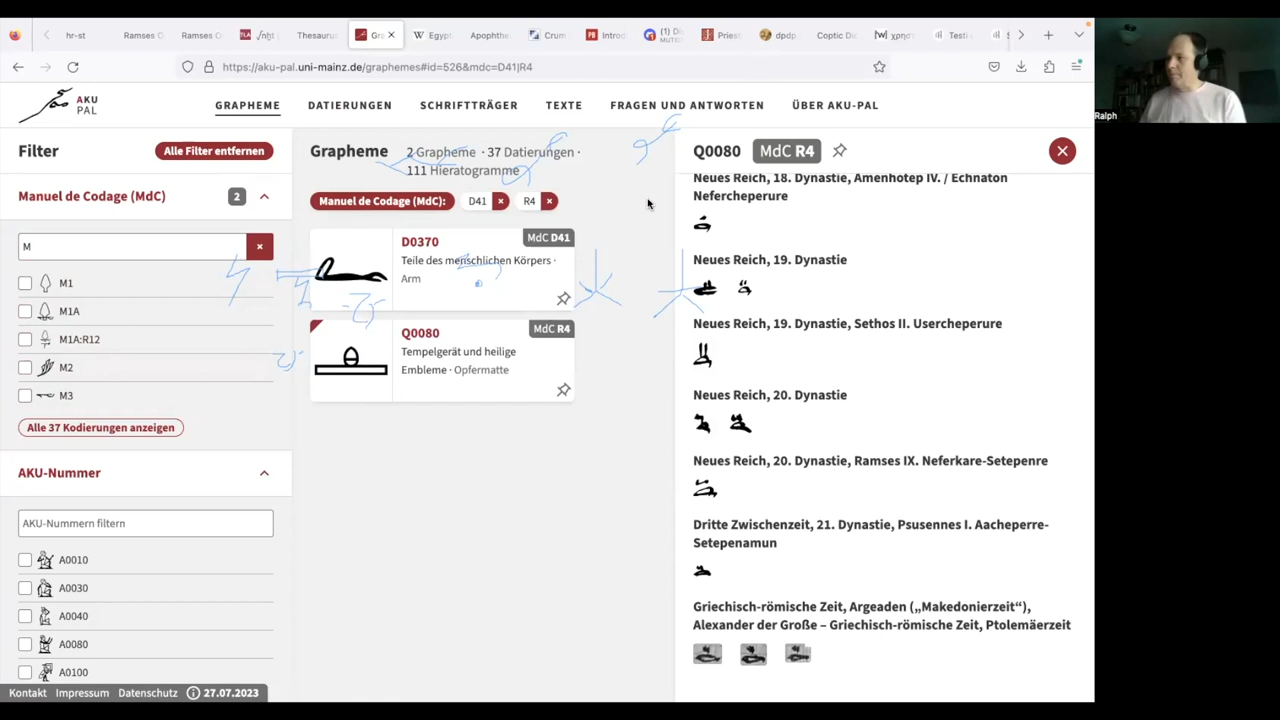 hr-st
Ramses O
Ramses O
TLA
Thesauru
Gra
Egypt
Apophthe
Crum
Introd
(1) Di
MUTIO
Priest
dpdp
Coptic Dic
Testi
https://aku-pal.uni-mainz.de/graphemes#id=526&mdc=D41|R4
AKU
PAL
GRAPHEME
DATIERUNGEN
SCHRIFTTRÄGER
TEXTE
FRAGEN UND ANTWORTEN
ÜBER AKU-PAL
Filter
Alle Filter entfernen
Manuel de Codage (MdC)
2
M
M1
M1A
M1A:R12
M2
M3
Alle 37 Kodierungen anzeigen
AKU-Nummer
AKU-Nummern filtern
A0010
A0030
A0040
A0080
A0100
Kontakt Impressum Datenschutz 27.07.2023
Grapheme
2 Grapheme · 37 Datierungen ·
111 Hieratogramme
Manuel de Codage (MdC): D41 R4
D0370
MdC D41
Teile des menschlichen Körpers ·
Arm
Q0080
MdC R4
Tempelgerät und heilige
Embleme · Opfermatte
Q0080 MdC R4
Neues Reich, 18. Dynastie, Amenhotep IV. / Echnaton
Nefercheperure
Neues Reich, 19. Dynastie
Neues Reich, 19. Dynastie, Sethos II. Usercheperure
Neues Reich, 20. Dynastie
Neues Reich, 20. Dynastie, Ramses IX. Neferkare-Setepenre
Dritte Zwischenzeit, 21. Dynastie, Psusennes I. Aacheperre-
Setepenamun
Griechisch-römische Zeit, Argeaden („Makedonierzeit“),
Alexander der Große – Griechisch-römische Zeit, Ptolemäerzeit
Ralph